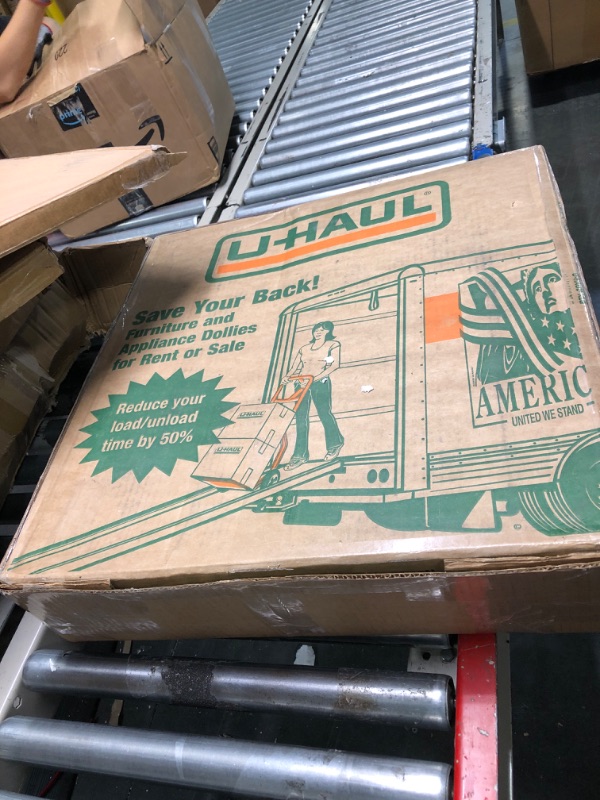 U-HAUL®
Save Your Back!
Furniture and
Appliance Dollies
for Rent or Sale
Reduce your
load/unload
time by 50%
U-HAUL
U-HAUL
AMERIC
UNITED WE STAND
©